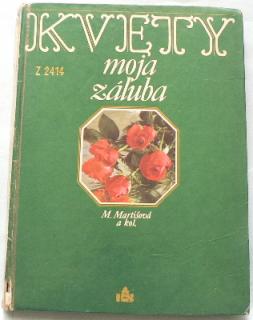 KVETY
moja
Z 2414
záľuba
M. Martišová
a kol.